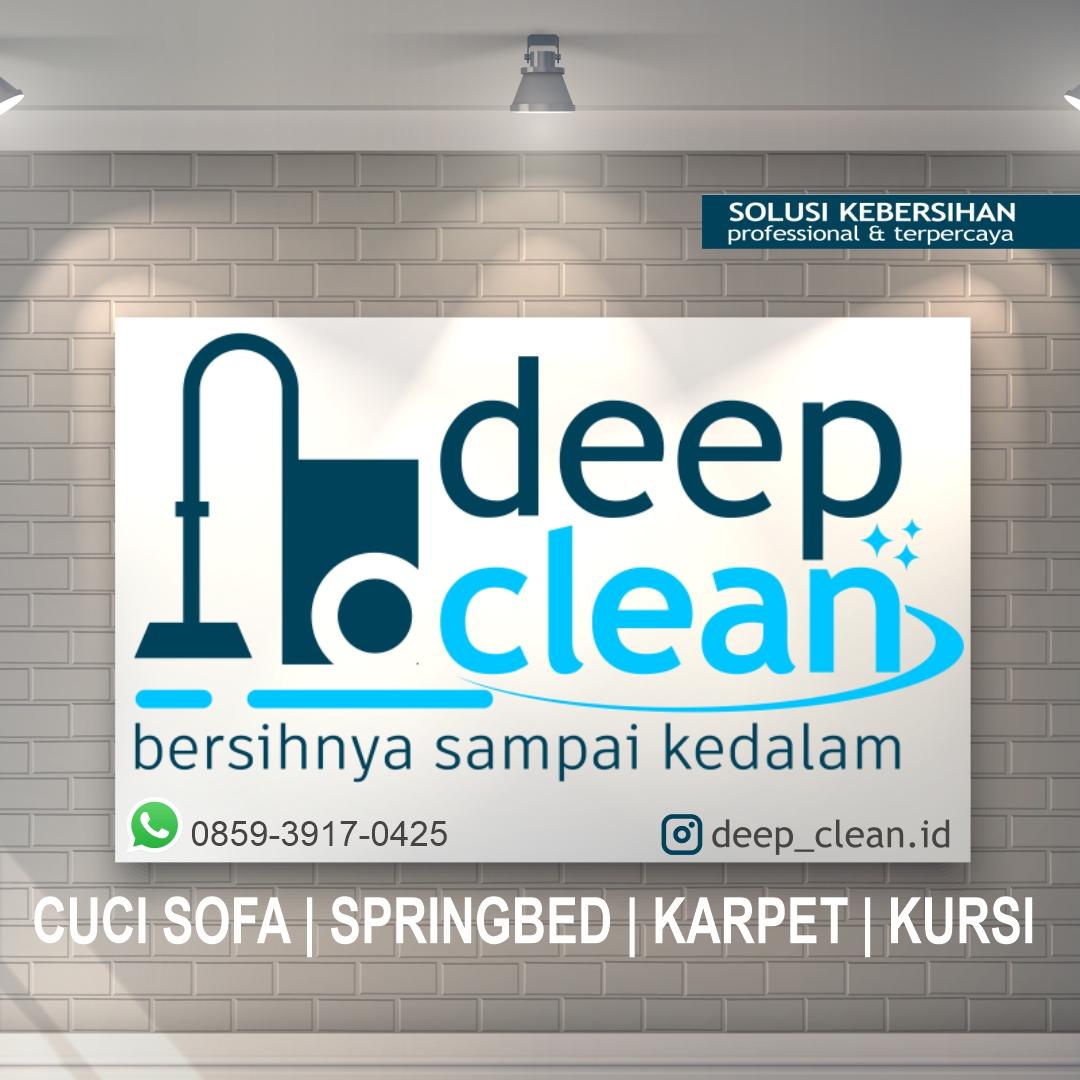 SOLUSI KEBERSIHAN
professional & terpercaya
deep
clean
bersihnya sampai kedalam
0859-3917-0425
deep_clean.id
CUCI SOFA | SPRINGBED | KARPET | KURSI